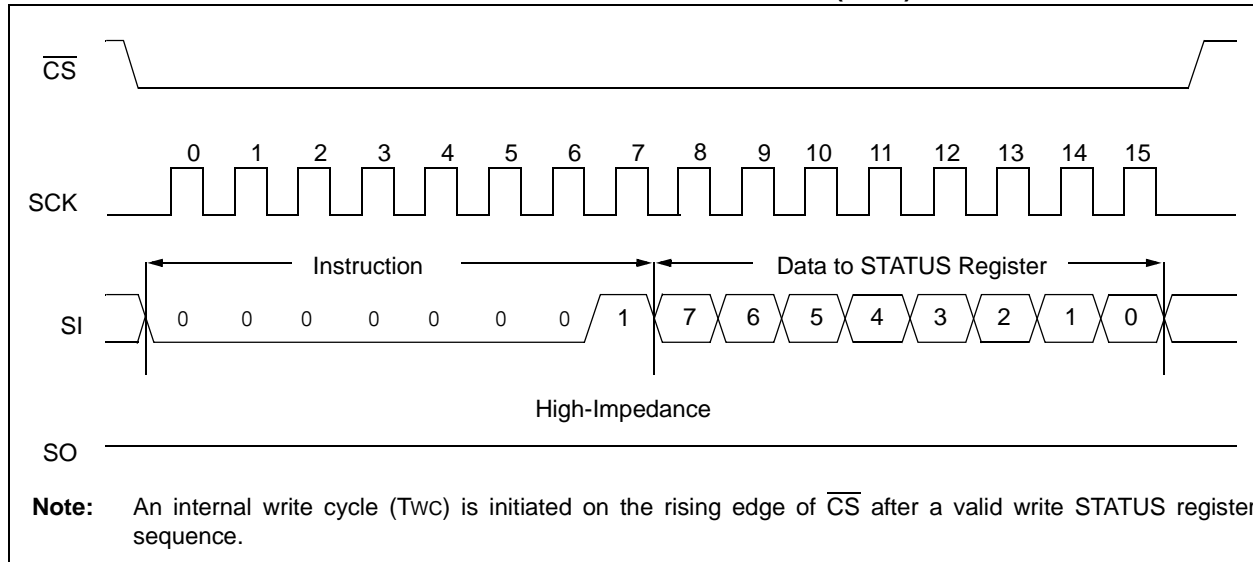 CS
0 1 2 3 4 5 6 7 8 9 10 11 12 13 14 15
SCK
Instruction Data to STATUS Register
SI 0 0 0 0 0 0 0 1 7 6 5 4 3 2 1 0
High-Impedance
SO
Note: An internal write cycle (TWC) is initiated on the rising edge of CS after a valid write STATUS register
sequence.